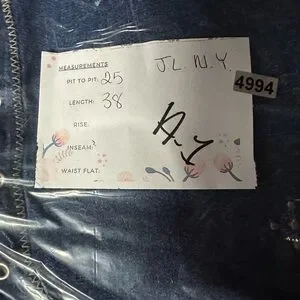 MEASUREMENTS
JL. N.Y.
PIT TO PIT: 25
4994
LENGTH: 38
RISE:
INSEAM:
WAIST FLAT: